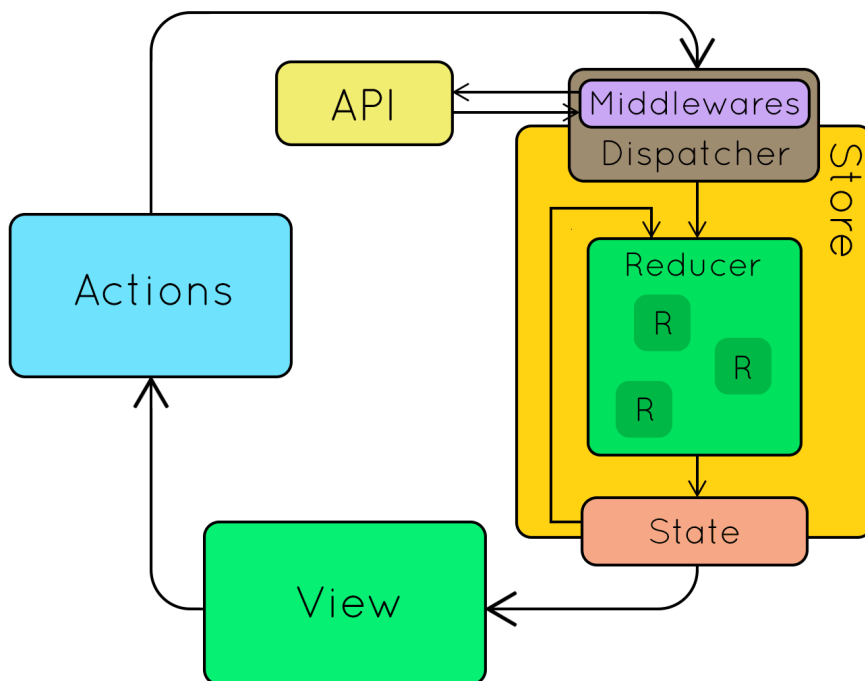 API
Middlewares
Dispatcher
Store
Actions
Reducer
R
R
R
State
View